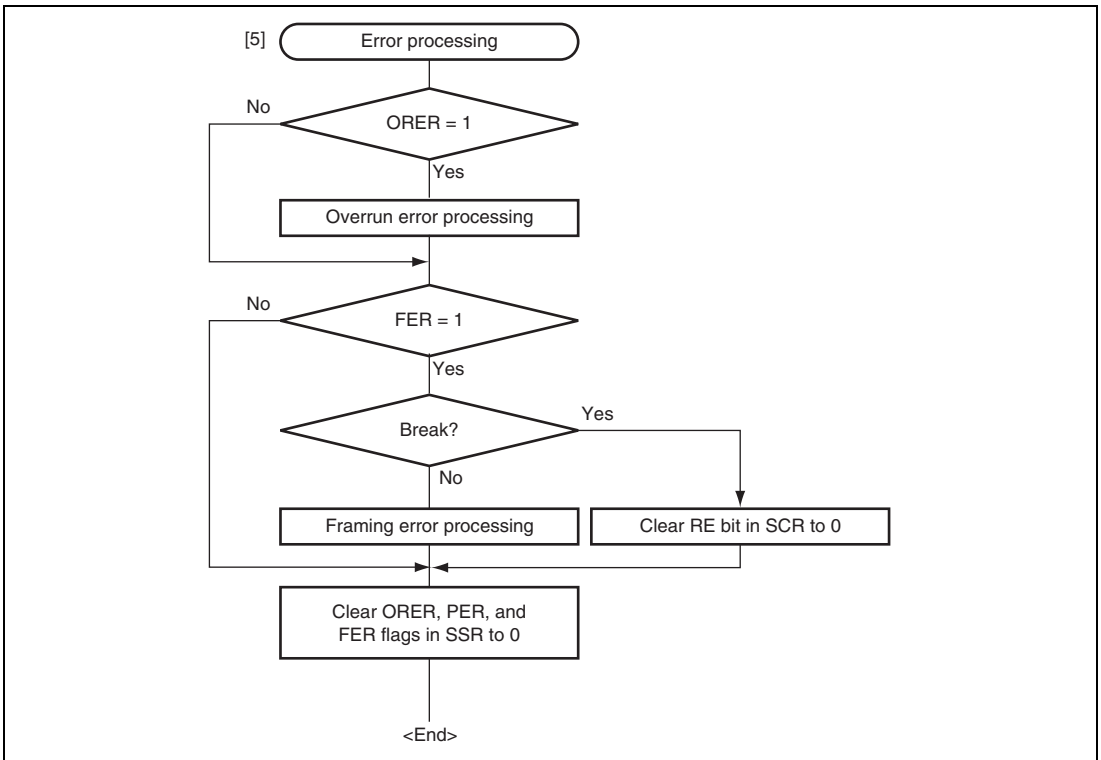 [5] Error processing
No
ORER = 1
Yes
Overrun error processing
No
FER = 1
Yes
Yes
Break?
No
Framing error processing
Clear RE bit in SCR to 0
Clear ORER, PER, and
FER flags in SSR to 0
<End>